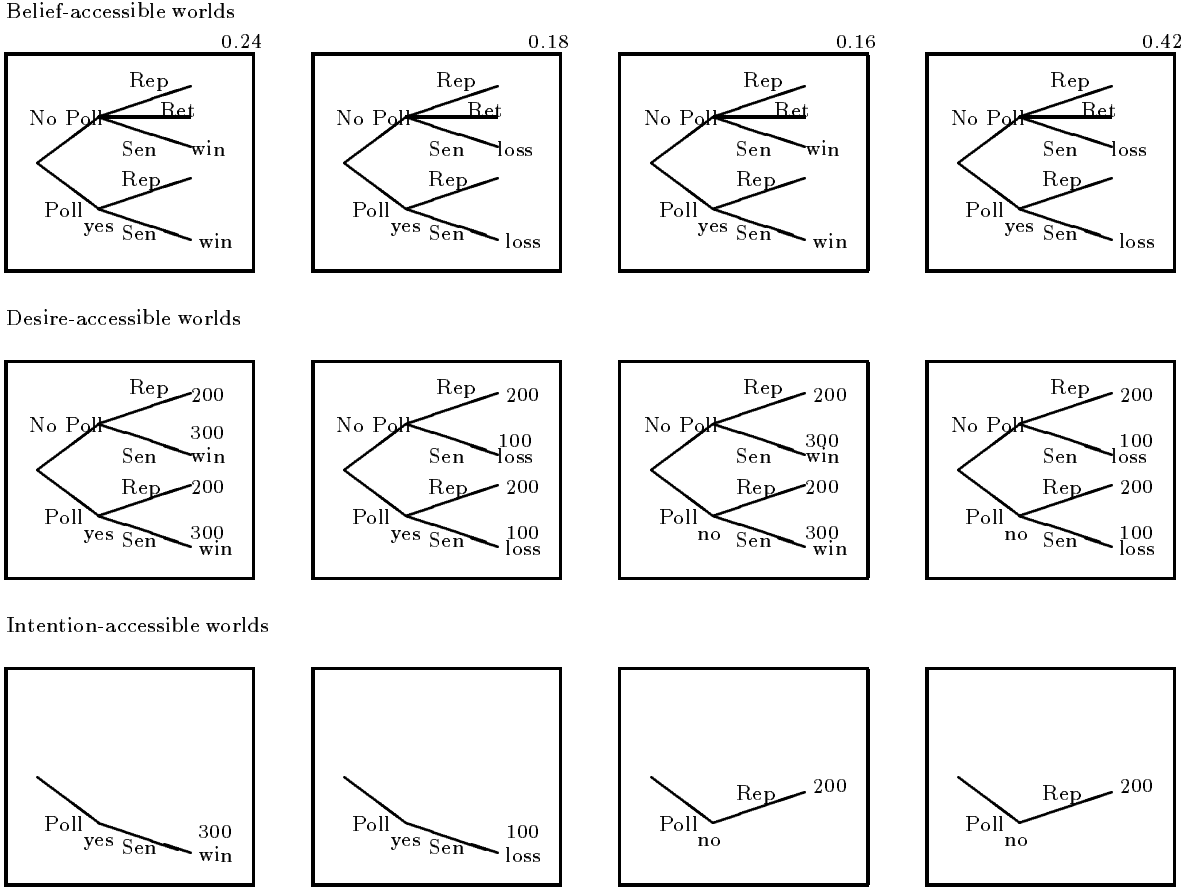 Belief-accessible worlds
0.24 0.18 0.16 0.42
Rep Rep Rep Rep
No Poll Ret No Poll Ret No Poll Ret No Poll Ret
Sen win Sen loss Sen win Sen loss
Rep Rep Rep Rep
Poll Poll Poll Poll
yes Sen win yes Sen loss yes Sen win yes Sen loss
Desire-accessible worlds
Rep 200 Rep 200 Rep 200 Rep 200
No Poll No Poll No Poll No Poll
300 100 300 100
Sen win Sen loss Sen win Sen loss
Rep 200 Rep 200 Rep 200 Rep 200
Poll Poll Poll Poll
300 100 300 100
yes Sen win yes Sen loss no Sen win no Sen loss
Intention-accessible worlds
Rep 200 Rep 200
Poll 300 Poll 100 Poll Poll
yes Sen win yes Sen loss no no